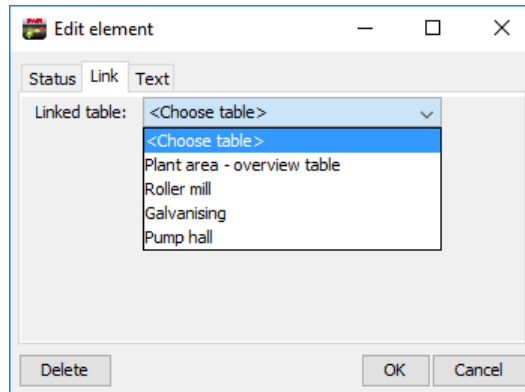 Edit element
Status Link Text
Linked table: <Choose table>
<Choose table>
Plant area - overview table
Roller mill
Galvanising
Pump hall
Delete OK Cancel